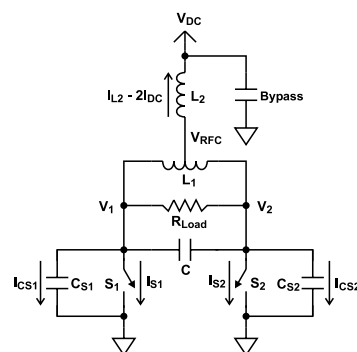 V_DC
I_L2 - 2I_DC
L_2
Bypass
V_RFC
L_1
V_1
V_2
R_Load
I_CS1
C_S1
S_1
I_S1
C
I_S2
S_2
C_S2
I_CS2